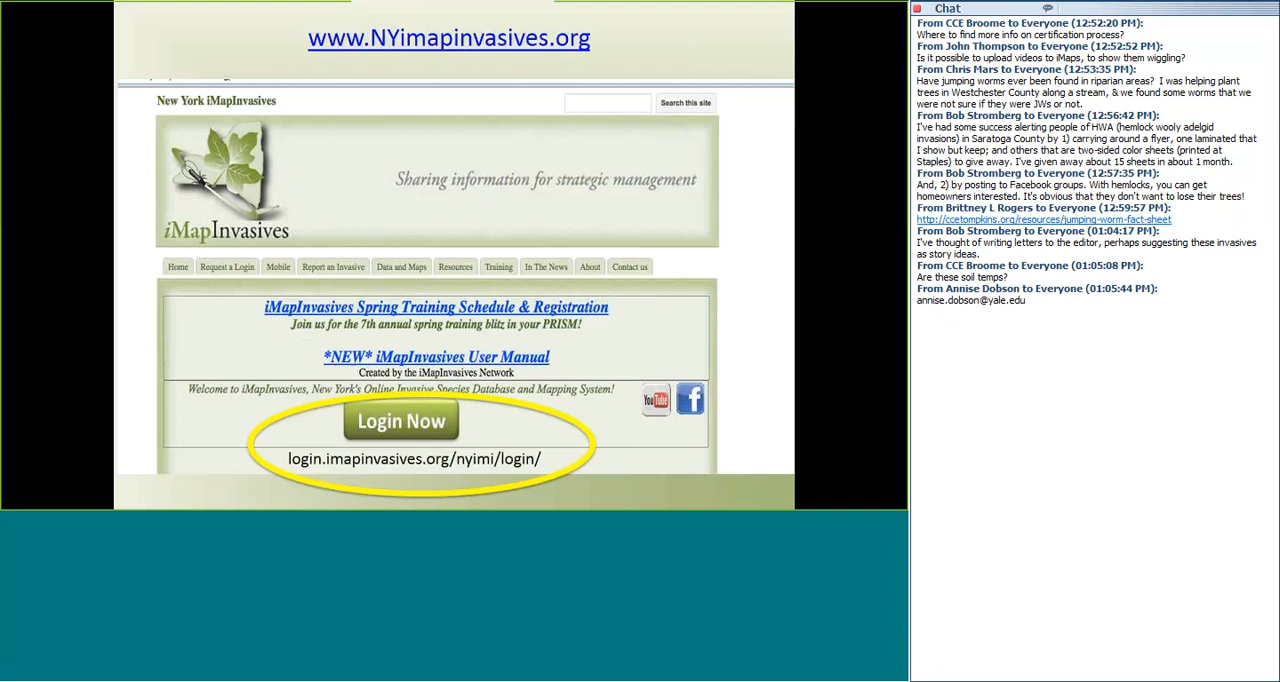 www.NYimapinvasives.org
New York iMapInvasives
Search this site
Sharing information for strategic management
iMapInvasives
Home
Request a Login
Mobile
Report an Invasive
Data and Maps
Resources
Training
In The News
About
Contact us
iMapInvasives Spring Training Schedule & Registration
Join us for the 7th annual spring training blitz in your PRISM!
*NEW* iMapInvasives User Manual
Created by the iMapInvasives Network
Welcome to iMapInvasives, New York's Online Invasive Species Database and Mapping System!
Login Now
You Tube
f
login.imapinvasives.org/nyimi/login/
Chat
From CCE Broome to Everyone (12:52:20 PM):
Where to find more info on certification process?
From John Thompson to Everyone (12:52:52 PM):
Is it possible to upload videos to iMaps, to show them wiggling?
From Chris Mars to Everyone (12:53:35 PM):
Have jumping worms ever been found in riparian areas? I was helping plant
trees in Westchester County along a stream, & we found some worms that we
were not sure if they were JWs or not.
From Bob Stromberg to Everyone (12:56:42 PM):
I've had some success alerting people of HWA (hemlock wooly adelgid
invasions) in Saratoga County by 1) carrying around a flyer, one laminated that
I show but keep; and others that are two-sided color sheets (printed at
Staples) to give away. I've given away about 15 sheets in about 1 month.
From Bob Stromberg to Everyone (12:57:35 PM):
And, 2) by posting to Facebook groups. With hemlocks, you can get
homeowners interested. It's obvious that they don't want to lose their trees!
From Brittney L Rogers to Everyone (12:59:57 PM):
http://ccetompkins.org/resources/jumping-worm-fact-sheet
From Bob Stromberg to Everyone (01:04:17 PM):
I've thought of writing letters to the editor, perhaps suggesting these invasives
as story ideas.
From CCE Broome to Everyone (01:05:08 PM):
Are these soil temps?
From Annise Dobson to Everyone (01:05:44 PM):
annise.dobson@yale.edu